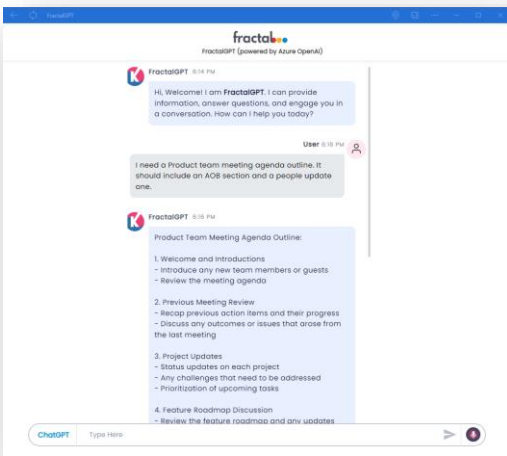 FractalGPT
fractal
FractalGPT (powered by Azure OpenAI)
FractalGPT 6:14 PM
Hi, Welcome! I am FractalGPT. I can provide
information, answer questions, and engage you in
a conversation. How can I help you today?
User 6:16 PM
I need a Product team meeting agenda outline. It
should include an AOB section and a people update
one.
FractalGPT 6:16 PM
Product Team Meeting Agenda Outline:
1. Welcome and Introductions
- Introduce any new team members or guests
- Review the meeting agenda
2. Previous Meeting Review
- Recap previous action items and their progress
- Discuss any outcomes or issues that arose from
the last meeting
3. Project Updates
- Status updates on each project
- Any challenges that need to be addressed
- Prioritization of upcoming tasks
4. Feature Roadmap Discussion
- Review the feature roadmap and any updates
ChatGPT Type Here